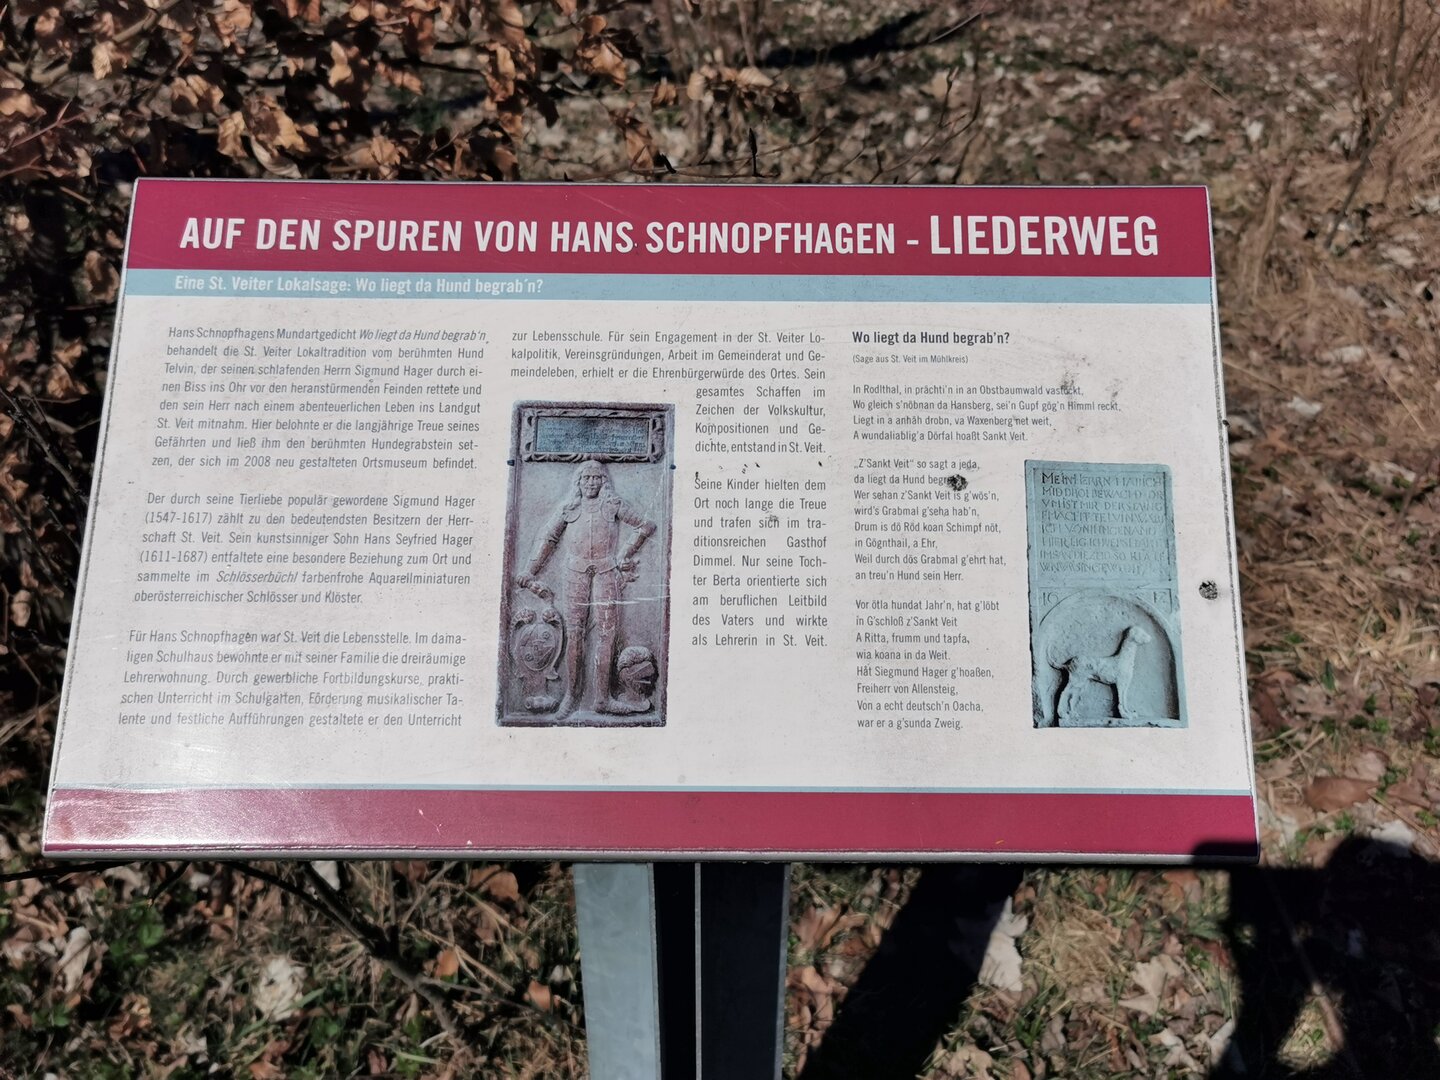 AUF DEN SPUREN VON HANS SCHNOPFHAGEN - LIEDERWEG
Eine St. Veiter Lokalsage: Wo liegt da Hund begrab´n?
Hans Schnopfhagens Mundartgedicht Wo liegt da Hund begrab'n
behandelt die St. Veiter Lokaltradition vom berühmten Hund
Telvin, der seinen schlafenden Herrn Sigmund Hager durch ei-
nen Biss ins Ohr vor den heranstürmenden Feinden rettete und
den sein Herr nach einem abenteuerlichen Leben ins Landgut
St. Veit mitnahm. Hier belohnte er die langjährige Treue seines
Gefährten und ließ ihm den berühmten Hundegrabstein set-
zen, der sich im 2008 neu gestalteten Ortsmuseum befindet.
Der durch seine Tierliebe populär gewordene Sigmund Hager
(1547-1617) zählt zu den bedeutendsten Besitzern der Herr-
schaft St. Veit. Sein kunstsinniger Sohn Hans Seyfried Hager
(1611-1687) entfaltete eine besondere Beziehung zum Ort und
sammelte im Schlösserbüchl farbenfrohe Aquarellminiaturen
oberösterreichischer Schlösser und Klöster.
Für Hans Schnopfhagen war St. Veit die Lebensstelle. Im dama-
ligen Schulhaus bewohnte er mit seiner Familie die dreiräumige
Lehrerwohnung. Durch gewerbliche Fortbildungskurse, prakti-
schen Unterricht im Schulgarten, Förderung musikalischer Ta-
lente und festliche Aufführungen gestaltete er den Unterricht
zur Lebensschule. Für sein Engagement in der St. Veiter Lo-
kalpolitik, Vereinsgründungen, Arbeit im Gemeinderat und Ge-
meindeleben, erhielt er die Ehrenbürgerwürde des Ortes. Sein
gesamtes Schaffen im
Zeichen der Volkskultur,
Kompositionen und Ge-
dichte, entstand in St. Veit.
Seine Kinder hielten dem
Ort noch lange die Treue
und trafen sich im tra-
ditionsreichen Gasthof
Dimmel. Nur seine Toch-
ter Berta orientierte sich
am beruflichen Leitbild
des Vaters und wirkte
als Lehrerin in St. Veit.
Wo liegt da Hund begrab'n?
(Sage aus St. Veit im Mühlkreis)
In Rodlthal, in prächti'n in an Obstbaumwald vasteckt,
Wo gleich s'nöbnan da Hansberg, sei'n Gupf gög'n Himml reckt,
Liegt in a anhäh drobn, va Waxenberg net weit,
A wundaliablig'a Dörfal hoaßt Sankt Veit.
„Z'Sankt Veit“ so sagt a jeda,
da liegt da Hund
Wer sehan z'Sankt Veit is g'wös'n,
wird's Grabmal g'seha hab'n,
Drum is dö Röd koan Schimpf nöt,
in Gögnthail, a Ehr,
Weil durch dös Grabmal g'ehrt hat,
an treu'n Hund sein Herr.
Vor ötla hundat Jahr'n, hat g'löbt
in G'schloß z'Sankt Veit
A Ritta, frumm und tapfa,
wia koana in da Weit.
Håt Siegmund Hager g'hoaßen,
Freiherr von Allensteig,
Von a echt deutsch'n Oacha,
war er a g'sunda Zweig.